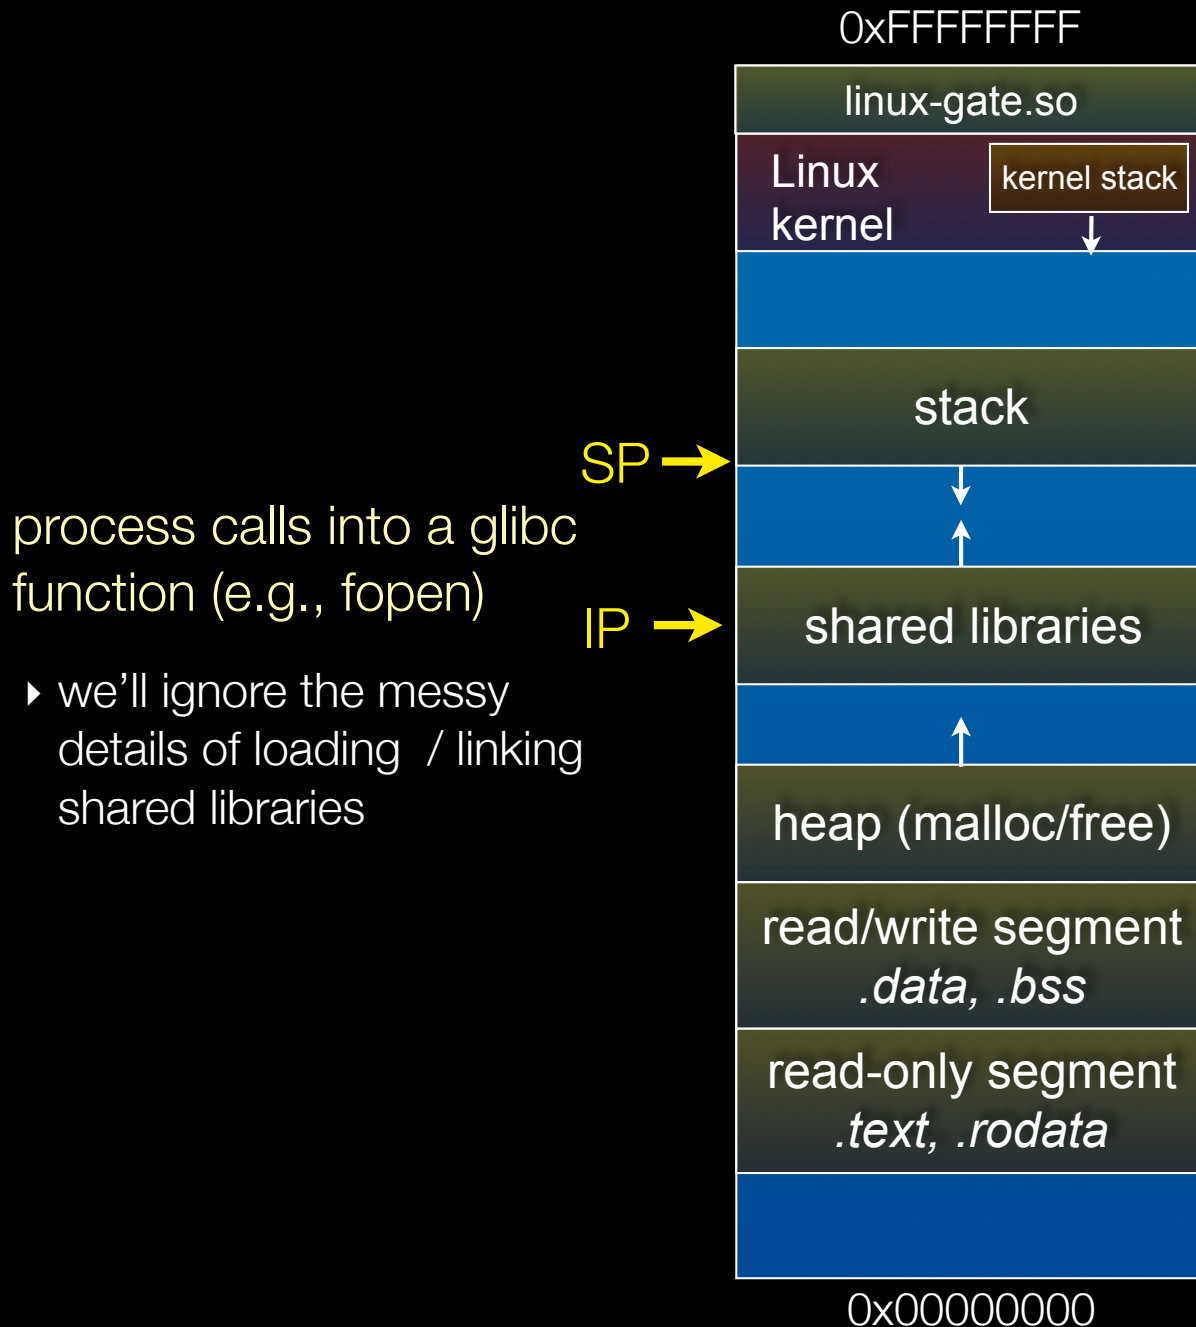 0xFFFFFFFF
linux-gate.so
Linux
kernel
kernel stack
stack
SP
process calls into a glibc
function (e.g., fopen)
IP
shared libraries
▸ we’ll ignore the messy
details of loading / linking
shared libraries
heap (malloc/free)
read/write segment
.data, .bss
read-only segment
.text, .rodata
0x00000000